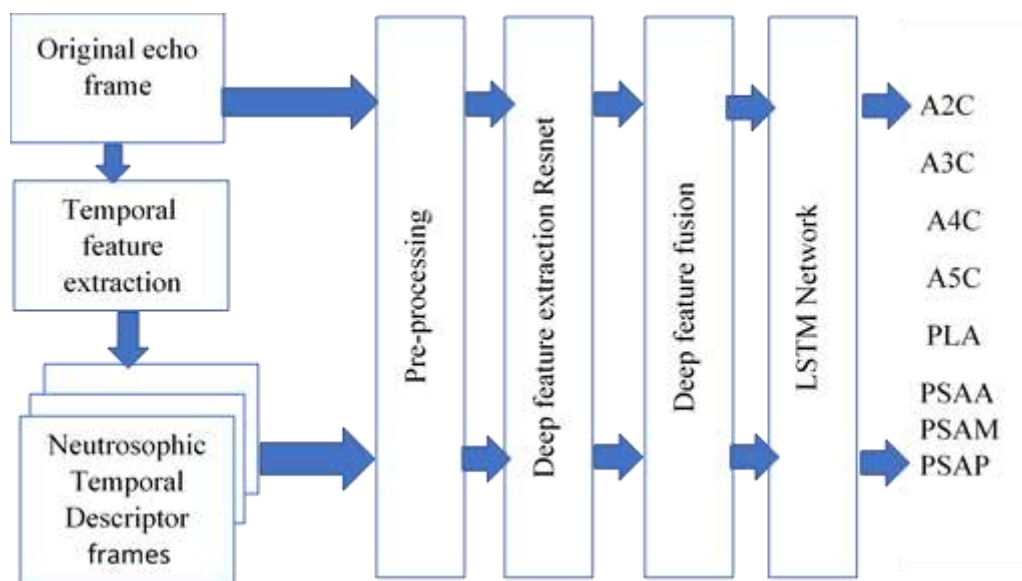 Original echo
frame
Temporal
feature
extraction
Neutrosophic
Temporal
Descriptor
frames
Pre-processing
Deep feature extraction Resnet
Deep feature fusion
LSTM Network
A2C
A3C
A4C
A5C
PLA
PSAA
PSAM
PSAP